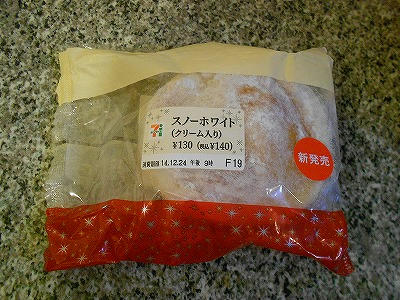 スノーホワイト
(クリーム入り)
¥130 (税込¥140)
消費期限 14.12.24 午後 9時 F19
新発売
7